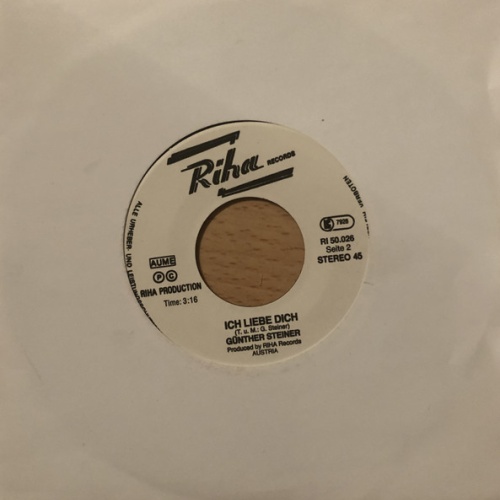 Riha RECORDS
ALLE URHEBER- UND
VERBOTEN
AUME
P C
RIHA PRODUCTION
Time: 3:16
7928
RI 50.026
Seite 2
STEREO 45
ICH LIEBE DICH
(T. u. M.: G. Steiner)
GÜNTHER STEINER
Produced by RIHA Records
AUSTRIA